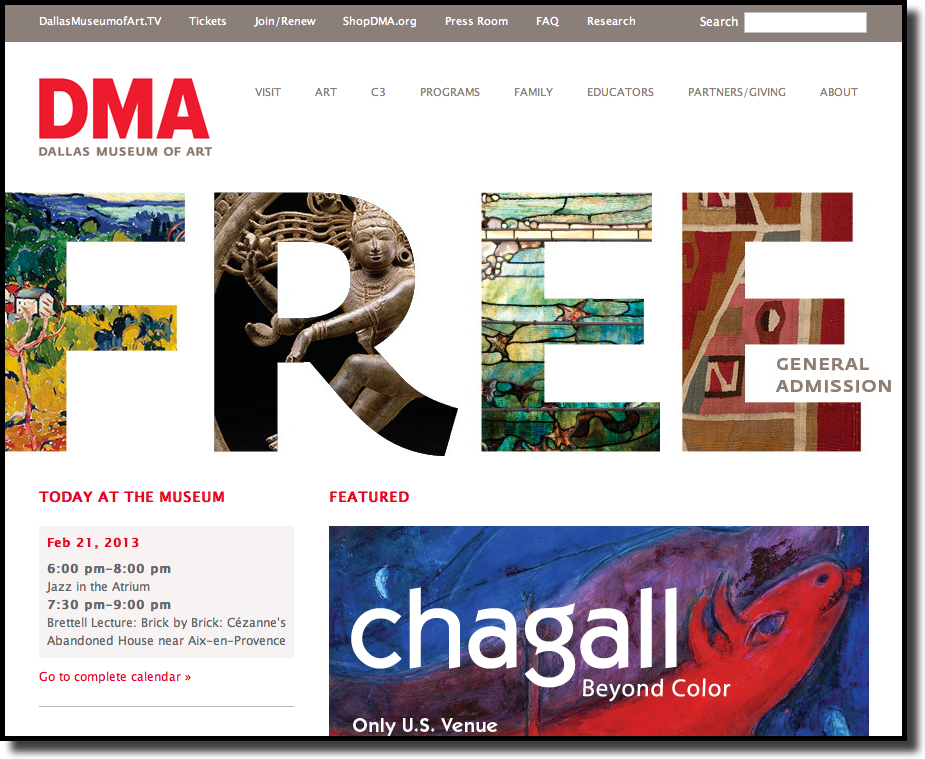 DallasMuseumofArt.TV Tickets Join/Renew ShopDMA.org Press Room FAQ Research Search
DMA
DALLAS MUSEUM OF ART
VISIT ART C3 PROGRAMS FAMILY EDUCATORS PARTNERS/GIVING ABOUT
FREE
GENERAL
ADMISSION
TODAY AT THE MUSEUM
Feb 21, 2013
6:00 pm–8:00 pm
Jazz in the Atrium
7:30 pm–9:00 pm
Brettell Lecture: Brick by Brick: Cézanne's
Abandoned House near Aix-en-Provence
Go to complete calendar »
FEATURED
chagall
Beyond Color
Only U.S. Venue